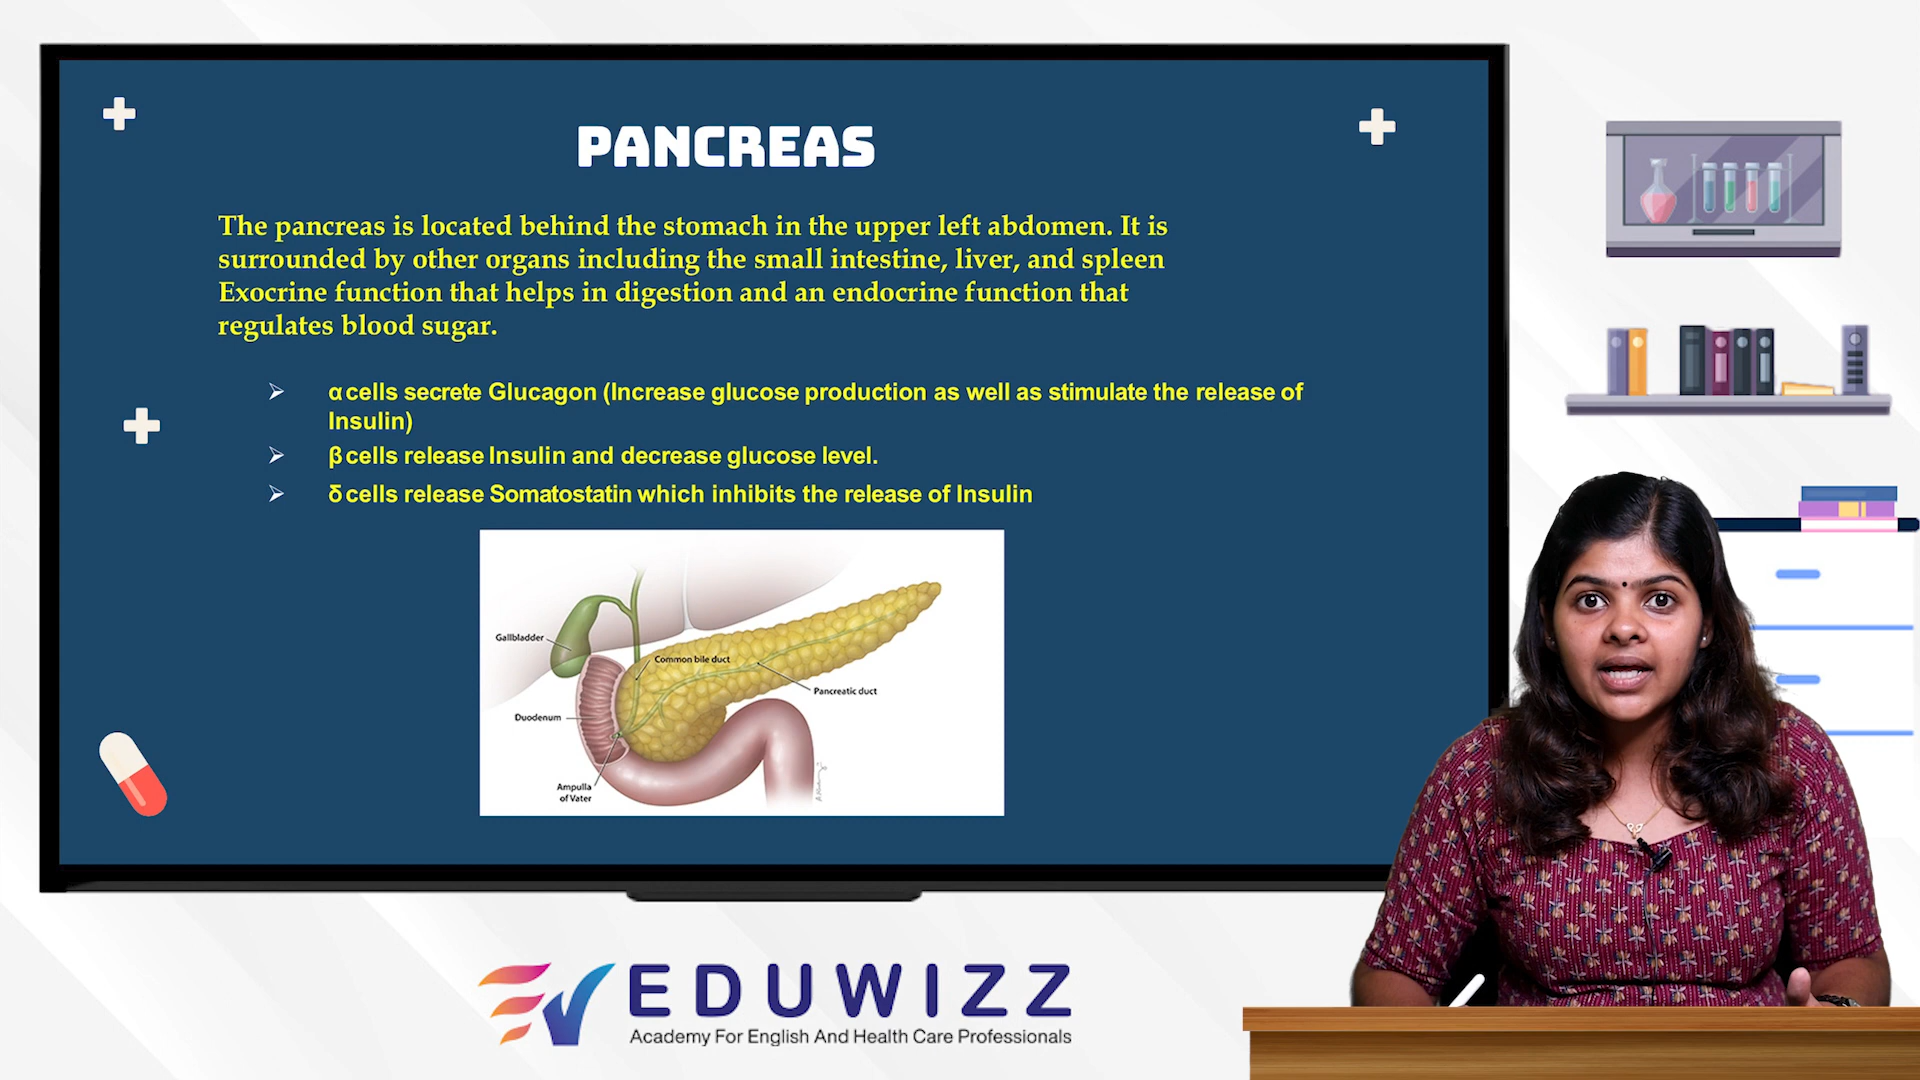 PANCREAS
The pancreas is located behind the stomach in the upper left abdomen. It is
surrounded by other organs including the small intestine, liver, and spleen
Exocrine function that helps in digestion and an endocrine function that
regulates blood sugar.
➢ α cells secrete Glucagon (Increase glucose production as well as stimulate the release of
Insulin)
➢ β cells release Insulin and decrease glucose level.
➢ δ cells release Somatostatin which inhibits the release of Insulin
Gallbladder
Common bile duct
Pancreatic duct
Duodenum
Ampulla
of Vater
EDUWIZZ
Academy For English And Health Care Professionals